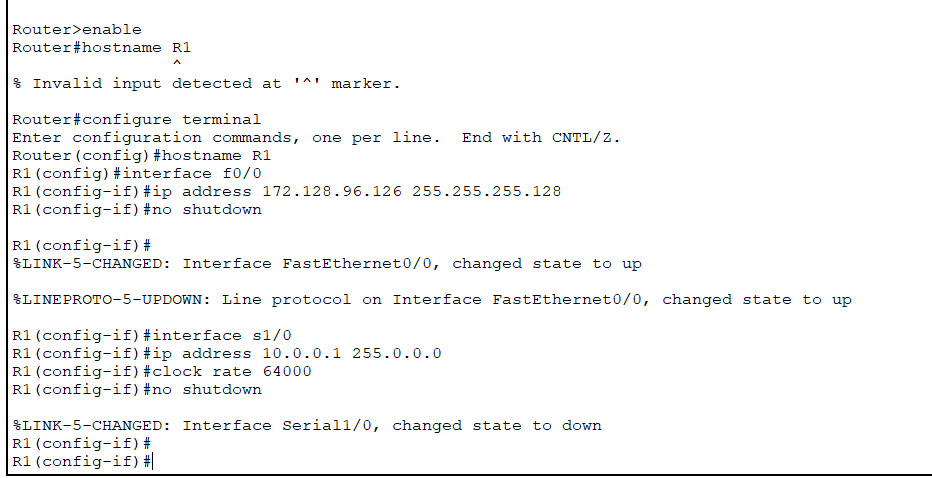 Router>enable
Router#hostname R1
^
% Invalid input detected at '^' marker.
Router#configure terminal
Enter configuration commands, one per line.  End with CNTL/Z.
Router(config)#hostname R1
R1(config)#interface f0/0
R1(config-if)#ip address 172.128.96.126 255.255.255.128
R1(config-if)#no shutdown
R1(config-if)#
%LINK-5-CHANGED: Interface FastEthernet0/0, changed state to up
%LINEPROTO-5-UPDOWN: Line protocol on Interface FastEthernet0/0, changed state to up
R1(config-if)#interface s1/0
R1(config-if)#ip address 10.0.0.1 255.0.0.0
R1(config-if)#clock rate 64000
R1(config-if)#no shutdown
%LINK-5-CHANGED: Interface Serial1/0, changed state to down
R1(config-if)#
R1(config-if)#